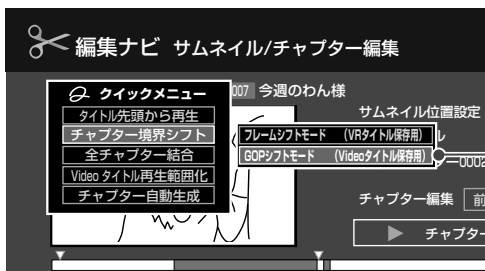 編集ナビ サムネイル/チャプター編集
クイックメニュー
タイトル先頭から再生
チャプター境界シフト
全チャプター結合
Video タイトル再生範囲化
チャプター自動生成
007 今週のわん様
サムネイル位置設定
フレームシフトモード (VRタイトル保存用)
GOPシフトモード (Videoタイトル保存用)
チャプター編集 前
チャプター